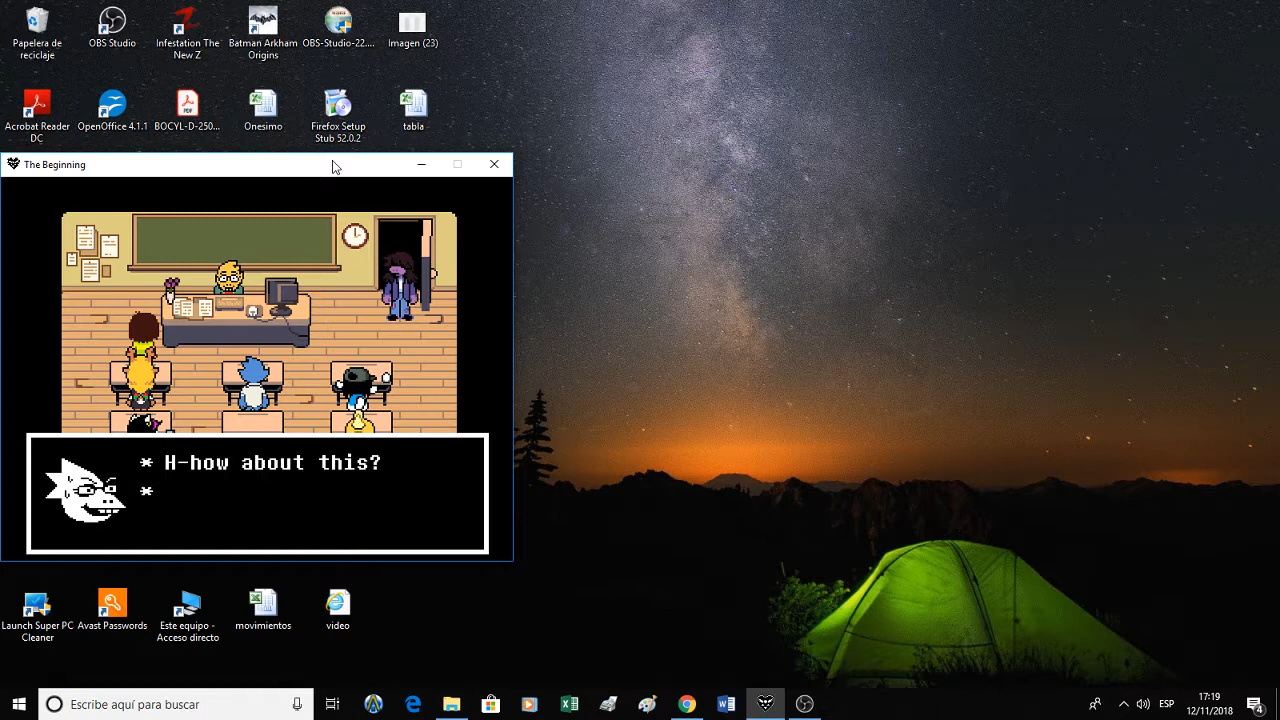 Papelera de
reciclaje
OBS Studio
Infestation The
New Z
Batman Arkham
Origins
OBS-Studio-22....
Imagen (23)
Acrobat Reader
DC
OpenOffice 4.1.1
BOCYL-D-250...
Onesimo
Firefox Setup
Stub 52.0.2
tabla
The Beginning
* H-how about this?
*
Launch Super PC
Cleaner
Avast Passwords
Este equipo -
Acceso directo
movimientos
video
Escribe aquí para buscar
ESP
17:19
12/11/2018
4